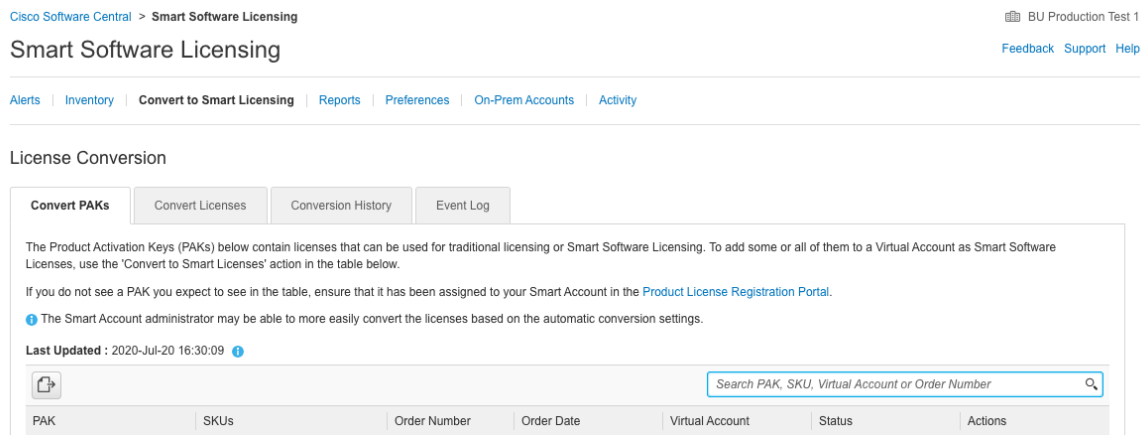 Cisco Software Central > Smart Software Licensing
BU Production Test 1
Smart Software Licensing
Feedback Support Help
Alerts | Inventory | Convert to Smart Licensing | Reports | Preferences | On-Prem Accounts | Activity
License Conversion
Convert PAKs Convert Licenses Conversion History Event Log
The Product Activation Keys (PAKs) below contain licenses that can be used for traditional licensing or Smart Software Licensing. To add some or all of them to a Virtual Account as Smart Software
Licenses, use the 'Convert to Smart Licenses' action in the table below.
If you do not see a PAK you expect to see in the table, ensure that it has been assigned to your Smart Account in the Product License Registration Portal.
The Smart Account administrator may be able to more easily convert the licenses based on the automatic conversion settings.
Last Updated : 2020-Jul-20 16:30:09
Search PAK, SKU, Virtual Account or Order Number
PAK SKUs Order Number Order Date Virtual Account Status Actions